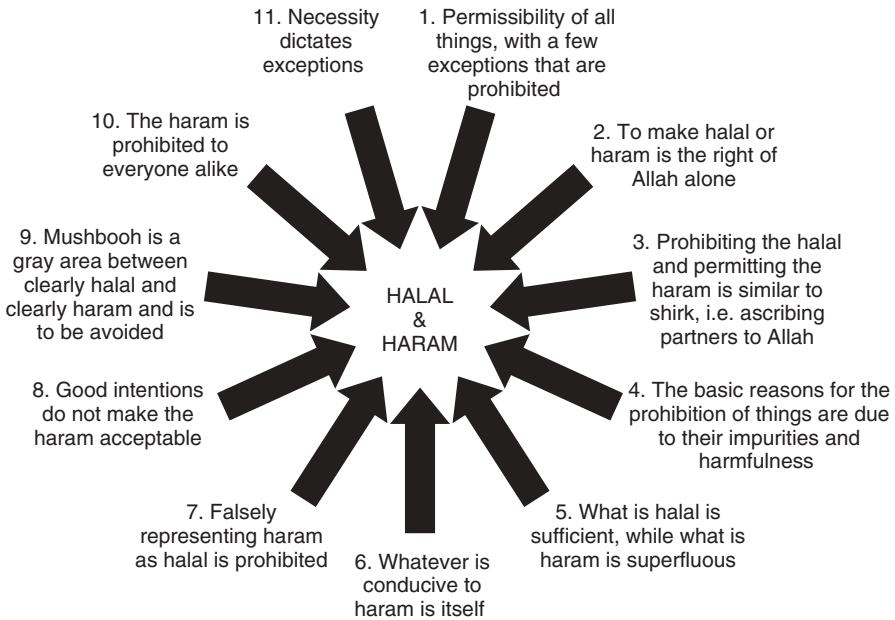 1. Permissibility of all
things, with a few
exceptions that are
prohibited
2. To make halal or
haram is the right of
Allah alone
3. Prohibiting the halal
and permitting the
haram is similar to
shirk, i.e. ascribing
partners to Allah
4. The basic reasons for the
prohibition of things are due
to their impurities and
harmfulness
5. What is halal is
sufficient, while what is
haram is superfluous
6. Whatever is
conducive to
haram is itself
7. Falsely
representing haram
as halal is prohibited
8. Good intentions
do not make the
haram acceptable
9. Mushbooh is a
gray area between
clearly halal and
clearly haram and is
to be avoided
10. The haram is
prohibited to
everyone alike
11. Necessity
dictates
exceptions
HALAL
&
HARAM